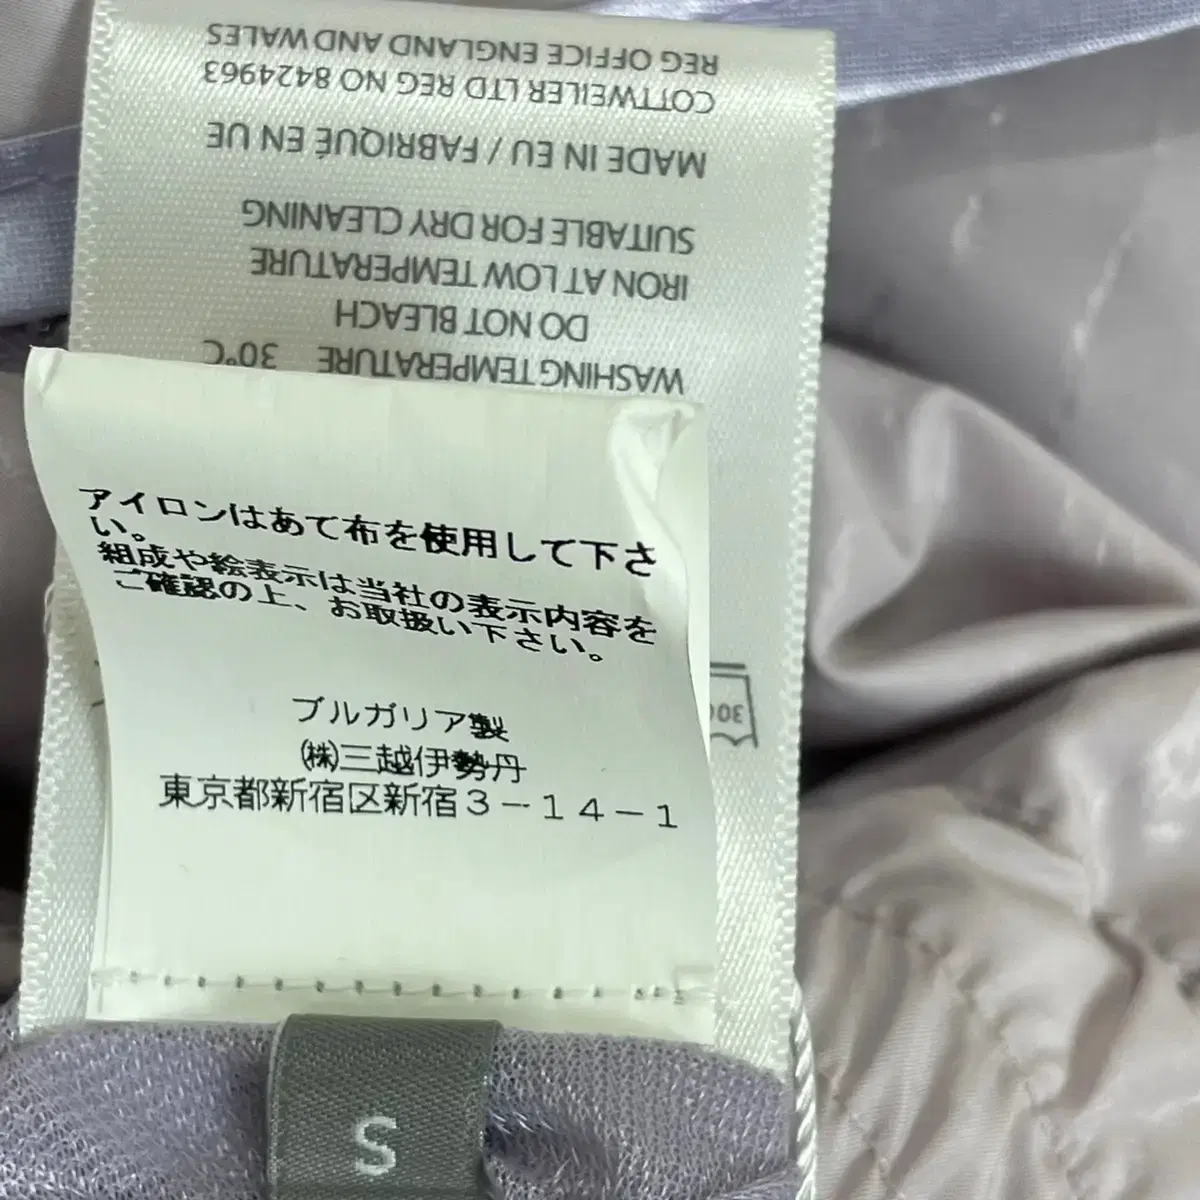 REG OFFICE ENGLAND AND WALES
COTTWEILER LTD REG NO 8424963
MADE IN EU / FABRIQUÉ EN UE
SUITABLE FOR DRY CLEANING
IRON AT LOW TEMPERATURE
DO NOT BLEACH
WASHING TEMPERATURE 30°C
アイロンはあて布を使用して下さ
い。
組成や絵表示は当社の表示内容を
ご確認の上、お取扱い下さい。
ブルガリア製
㈱三越伊勢丹
東京都新宿区新宿3-14-1
30
S